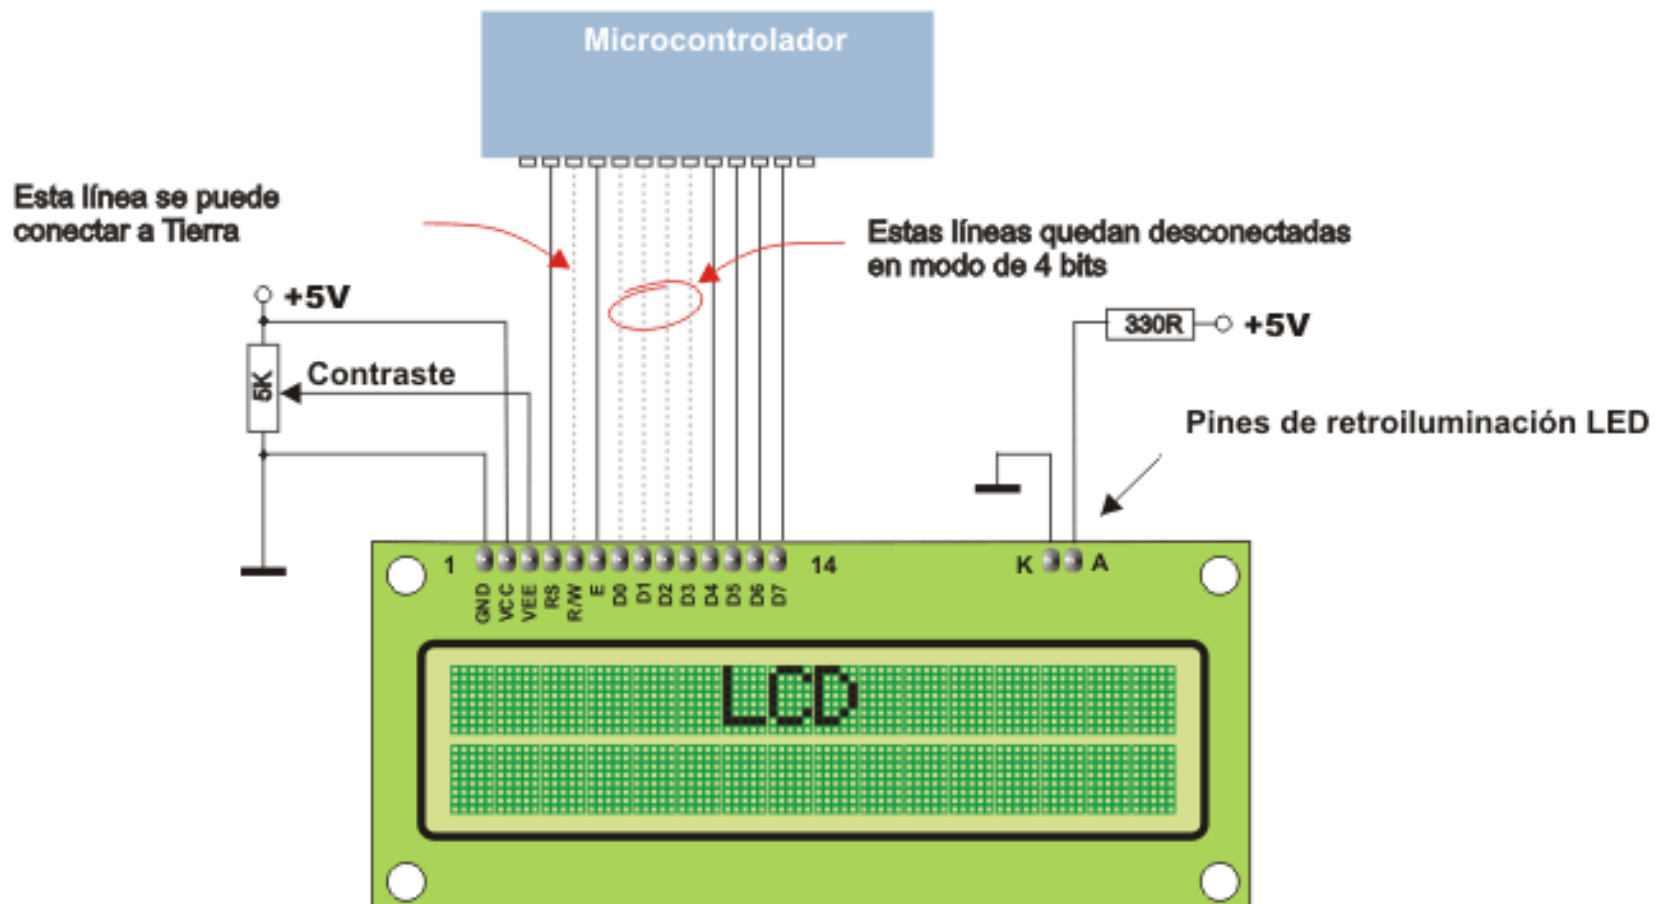 Microcontrolador
Esta línea se puede
conectar a Tierra
Estas líneas quedan desconectadas
en modo de 4 bits
+5V
330R
+5V
5K
Contraste
Pines de retroiluminación LED
1
14
K
A
GND
VCC
VEE
RS
R/W
E
D0
D1
D2
D3
D4
D5
D6
D7
LCD